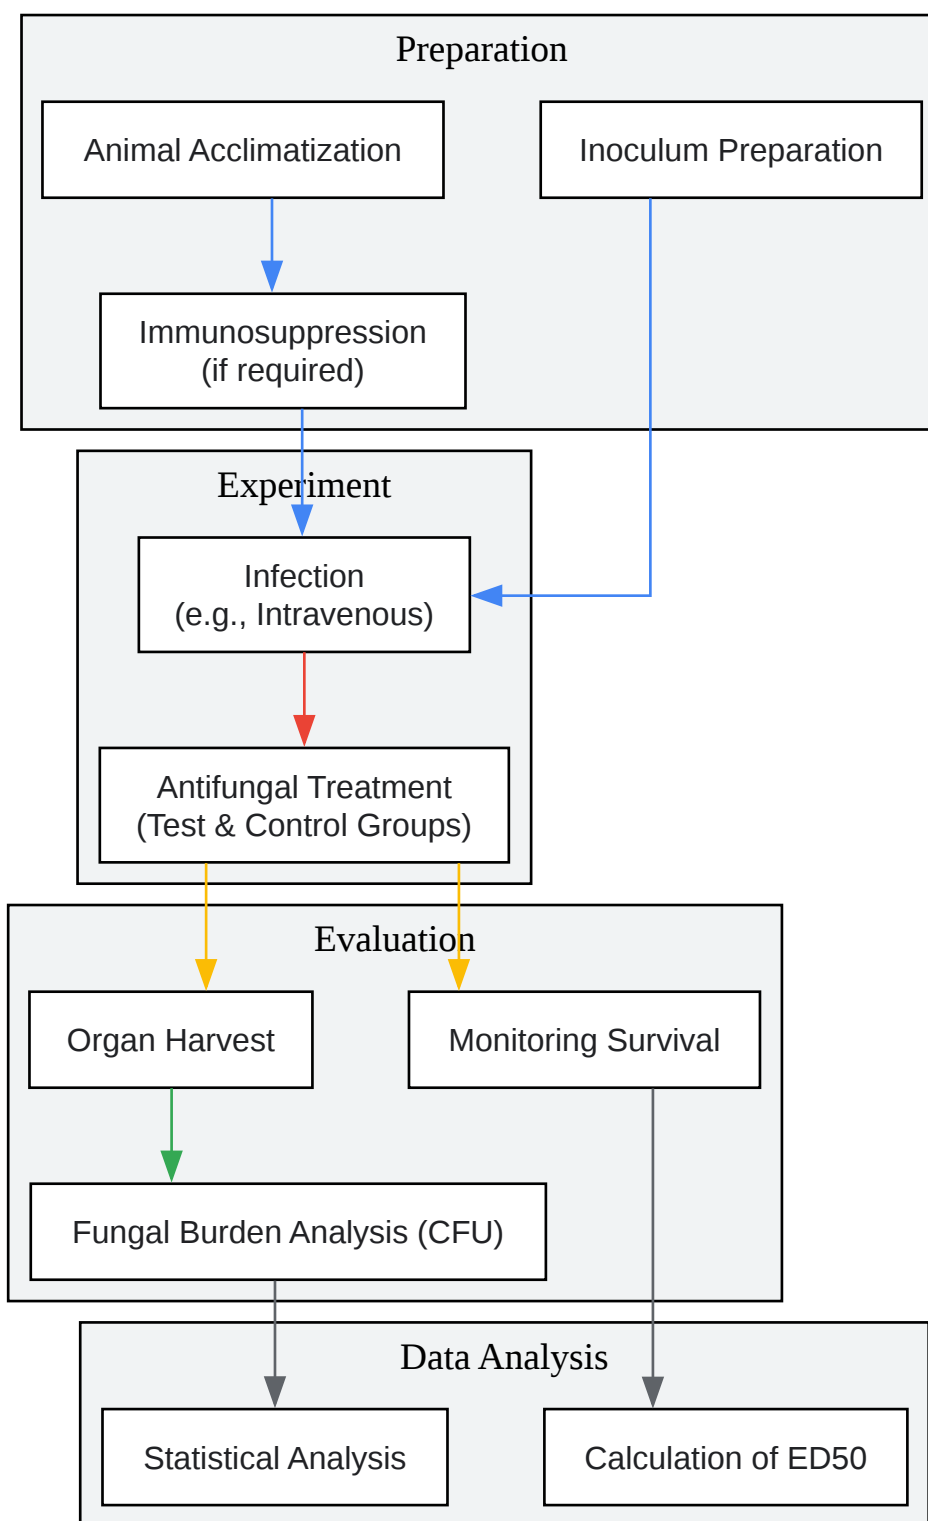 Preparation
Animal Acclimatization
Inoculum Preparation
Immunosuppression
(if required)
Experiment
Infection
(e.g., Intravenous)
Antifungal Treatment
(Test & Control Groups)
Evaluation
Organ Harvest
Monitoring Survival
Fungal Burden Analysis (CFU)
Data Analysis
Statistical Analysis
Calculation of ED50